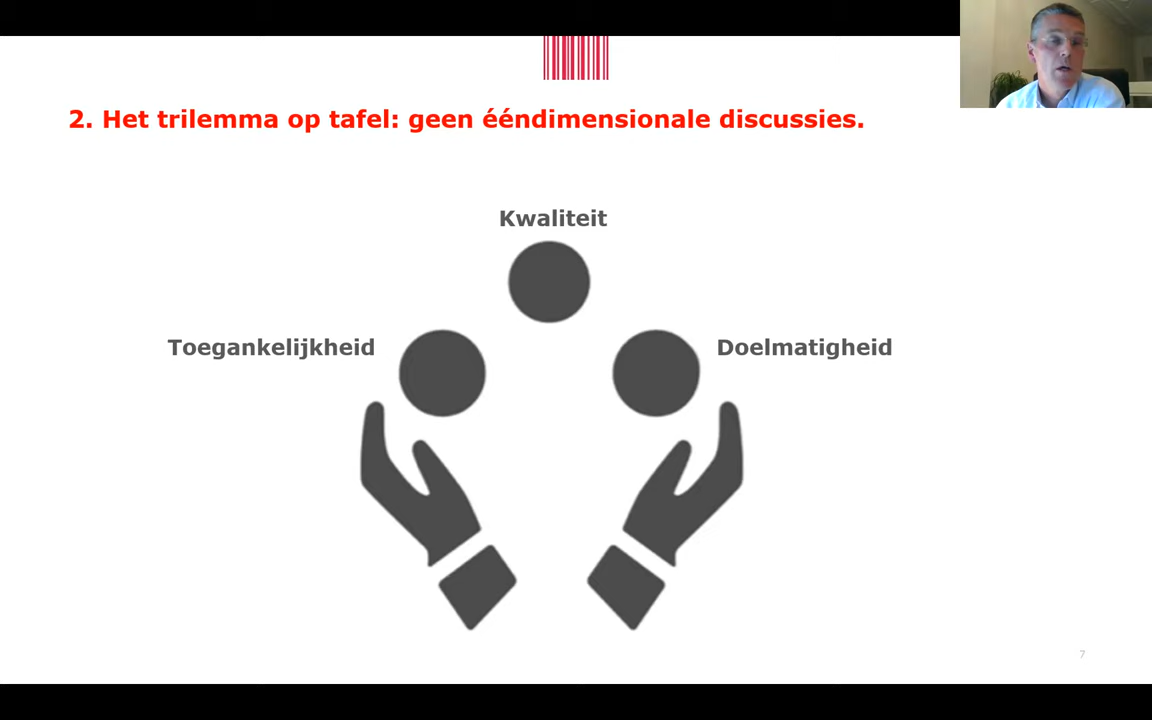 2. Het trilemma op tafel: geen ééndimensionale discussies.
Kwaliteit
Toegankelijkheid
Doelmatigheid
7